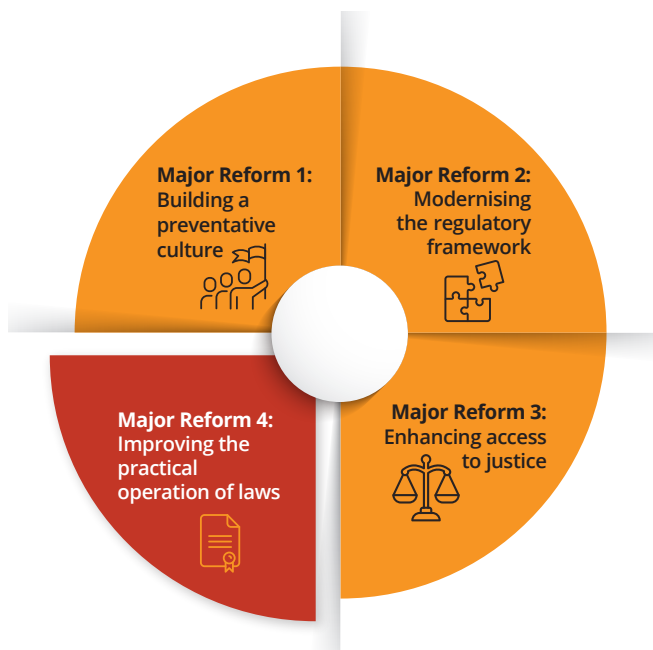 Major Reform 1:
Building a
preventative
culture
Major Reform 2:
Modernising
the regulatory
framework
Major Reform 3:
Enhancing access
to justice
Major Reform 4:
Improving the
practical
operation of laws